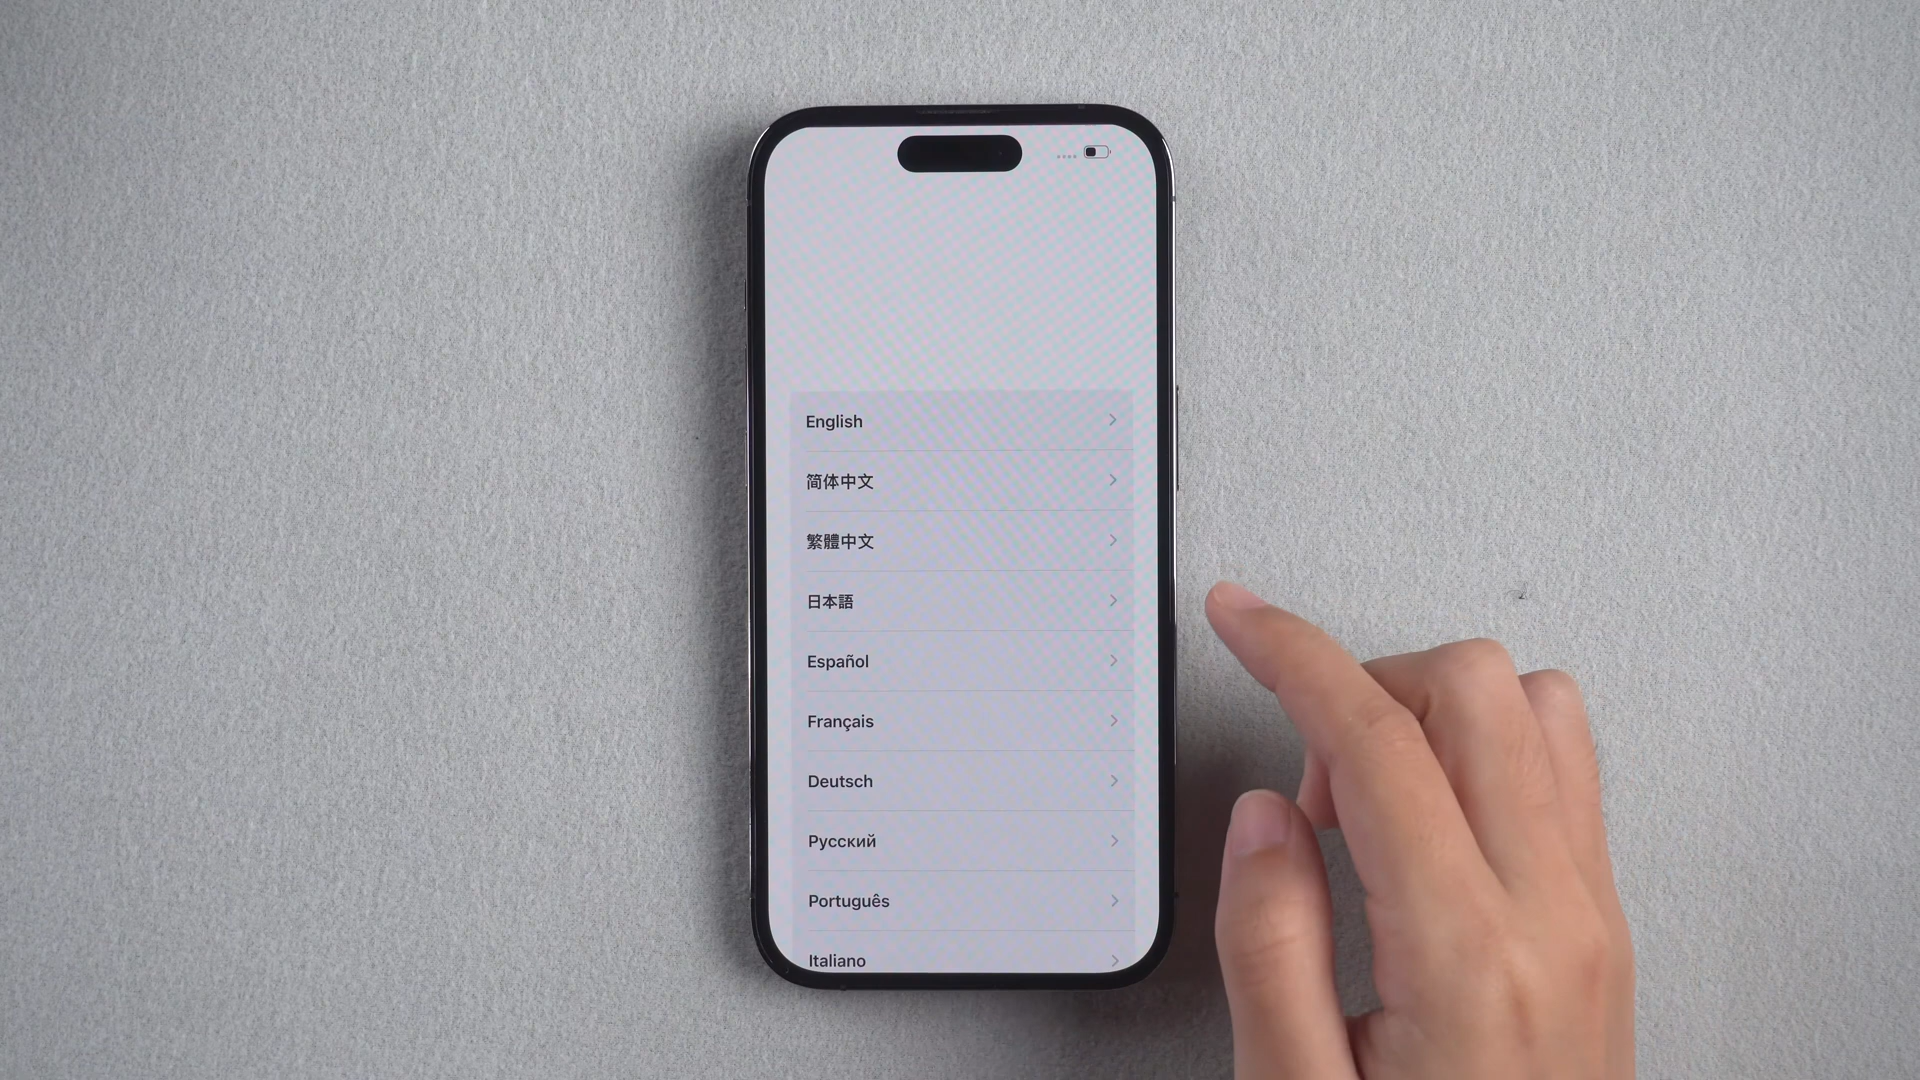 English
简体中文
繁體中文
日本語
Español
Français
Deutsch
Русский
Português
Italiano